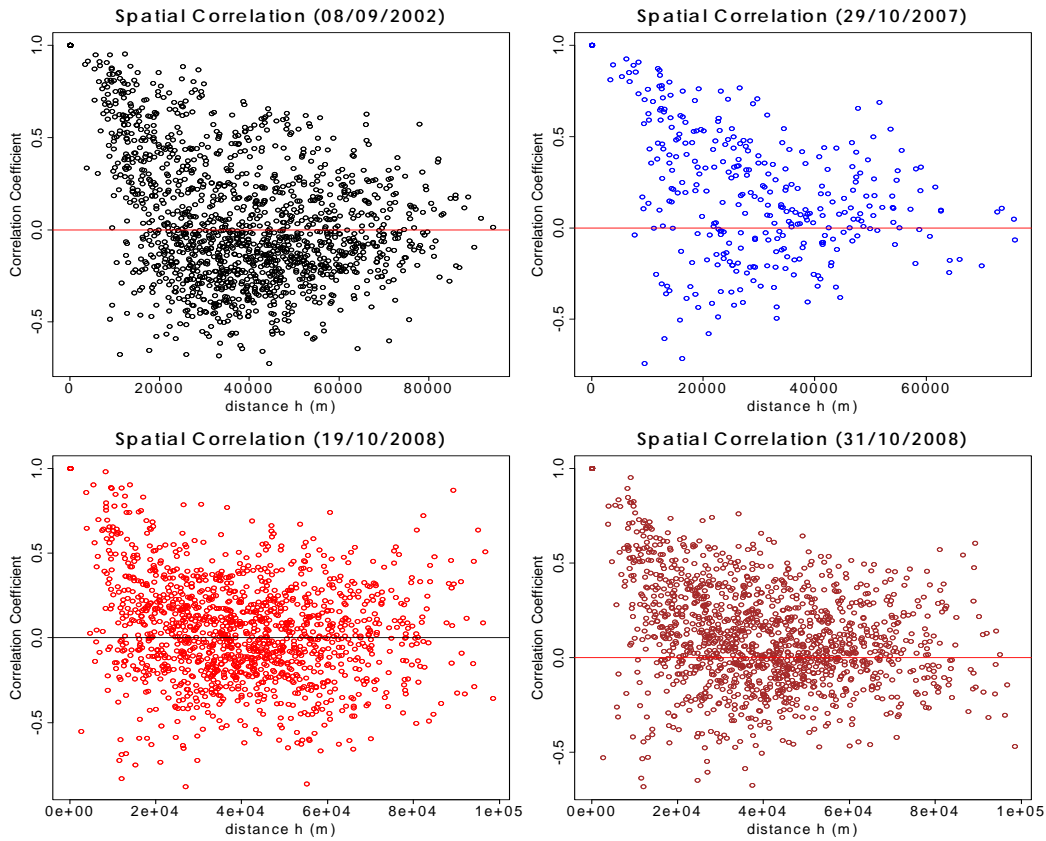 Spatial Correlation (08/09/2002)
Correlation Coefficient
1.0
0.5
0.0
-0.5
0 20000 40000 60000 80000
distance h (m)
Spatial Correlation (29/10/2007)
Correlation Coefficient
1.0
0.5
0.0
-0.5
0 20000 40000 60000
distance h (m)
Spatial Correlation (19/10/2008)
Correlation Coefficient
1.0
0.5
0.0
-0.5
0e+00 2e+04 4e+04 6e+04 8e+04 1e+05
distance h (m)
Spatial Correlation (31/10/2008)
Correlation Coefficient
1.0
0.5
0.0
-0.5
0e+00 2e+04 4e+04 6e+04 8e+04 1e+05
distance h (m)